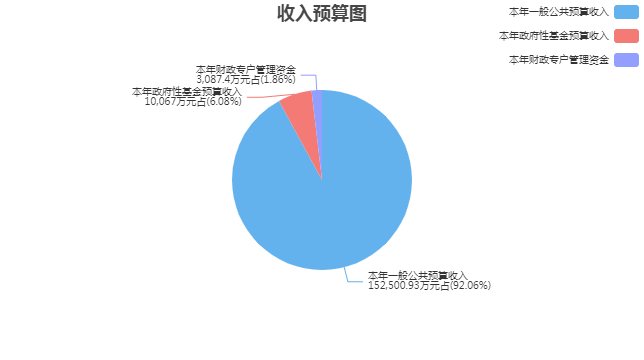 收入预算图
本年一般公共预算收入
本年政府性基金预算收入
本年财政专户管理资金
本年财政专户管理资金
3,087.4万元占(1.86%)
本年政府性基金预算收入
10,067万元占(6.08%)
本年一般公共预算收入
152,500.93万元占(92.06%)